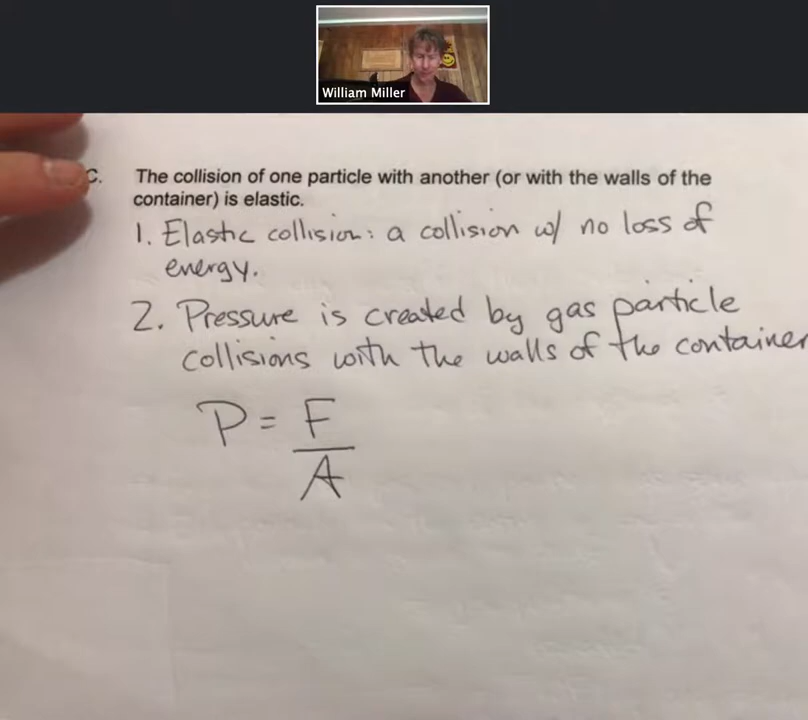 William Miller
C. The collision of one particle with another (or with the walls of the
container) is elastic.
1. Elastic collision: a collision w/ no loss of
energy.
2. Pressure is created by gas particle
collisions with the walls of the container
P = F
A